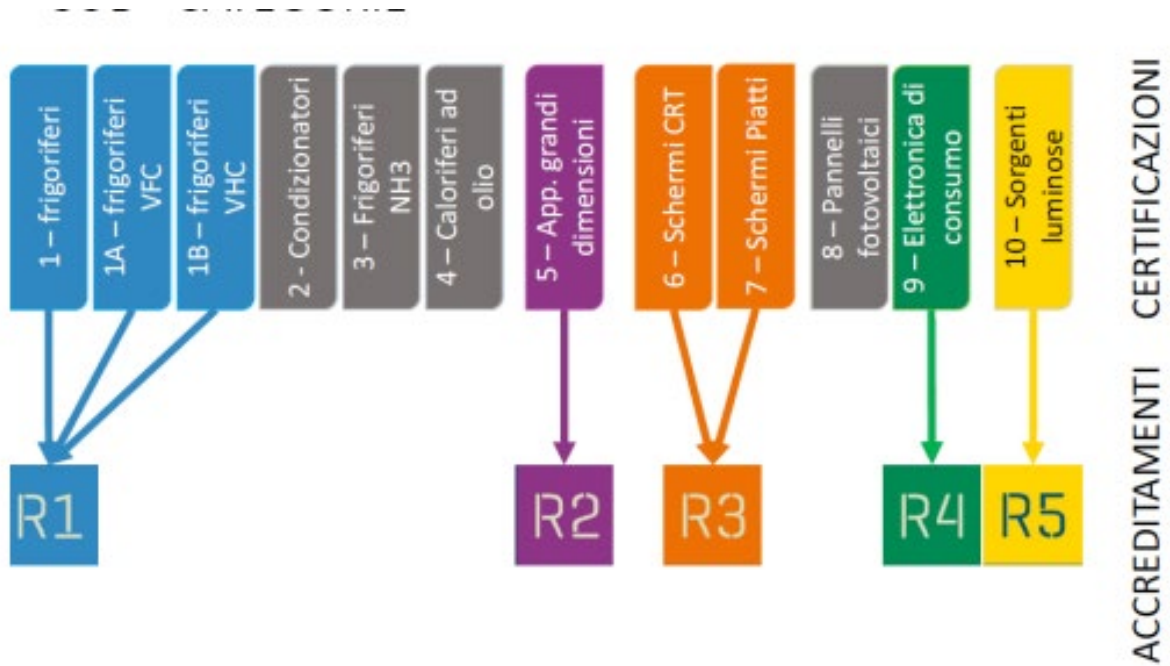 1 – frigoriferi
1A – frigoriferi
VFC
1B – frigoriferi
VHC
2 - Condizionatori
3 – Frigoriferi
NH3
4 – Caloriferi ad
olio
5 – App. grandi
dimensioni
6 – Schermi CRT
7 – Schermi Piatti
8 – Pannelli
fotovoltaici
9 – Elettronica di
consumo
10 – Sorgenti
luminose
CERTIFICAZIONI
R1
R2
R3
R4
R5
ACCREDITAMENTI